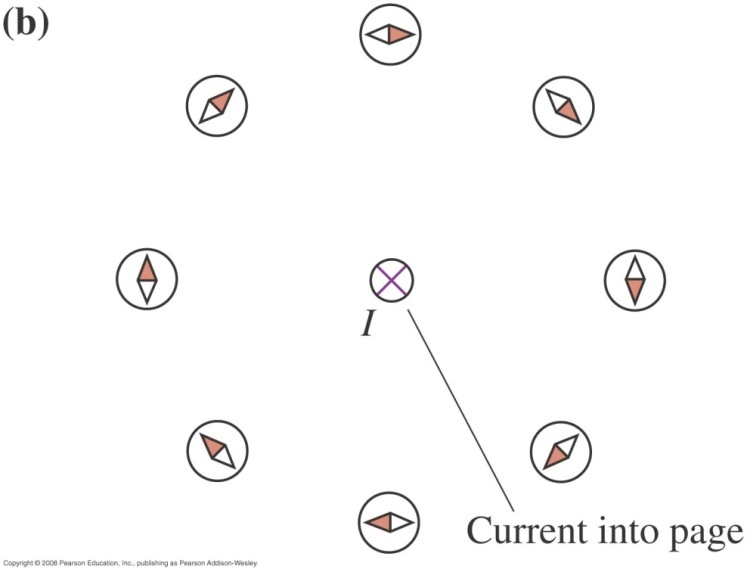 (b)
I
Current into page
Copyright © 2008 Pearson Education, Inc., publishing as Pearson Addison-Wesley.